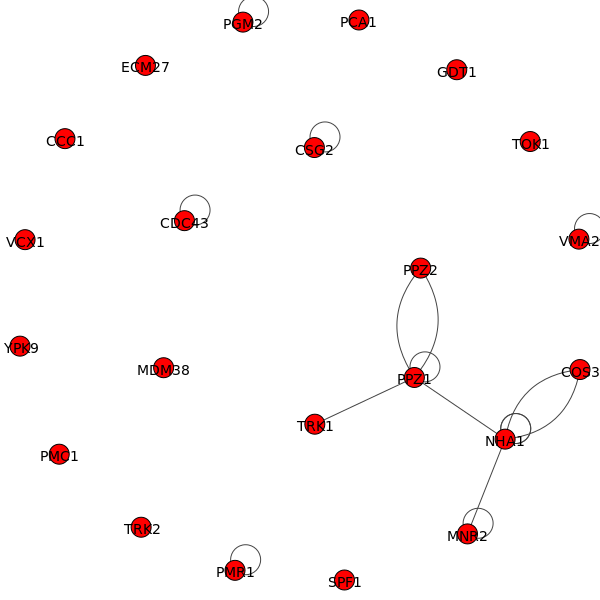 PGM2
PCA1
ECM27
GDT1
CCC1
CSG2
TOK1
CDC43
VCX1
VMA2
PPZ2
YPK9
MDM38
PPZ1
COS3
TRK1
NHA1
PMC1
TRK2
MNR2
PMR1
SPF1